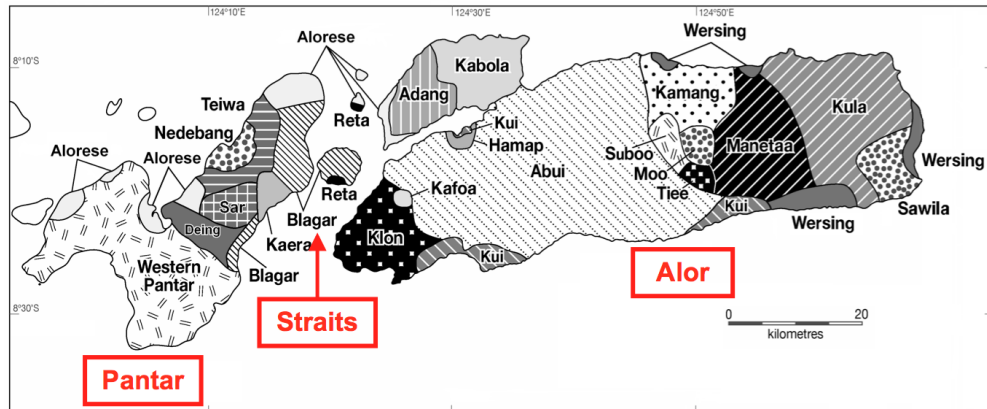 124°10'E
124°30'E
124°50'E
8°10'S
8°30'S
Alorese
Wersing
Kabola
Adang
Kamang
Teiwa
Reta
Kula
Nedebang
Kui
Hamap
Suboo
Manetaa
Alorese
Alorese
Abui
Moo
Wersing
Reta
Kafoa
Tiee
Sar
Kui
Sawila
Deing
Blagar
Wersing
Kaera
Klon
Western
Pantar
Blagar
Kui
Alor
Straits
0
20
kilometres
Pantar